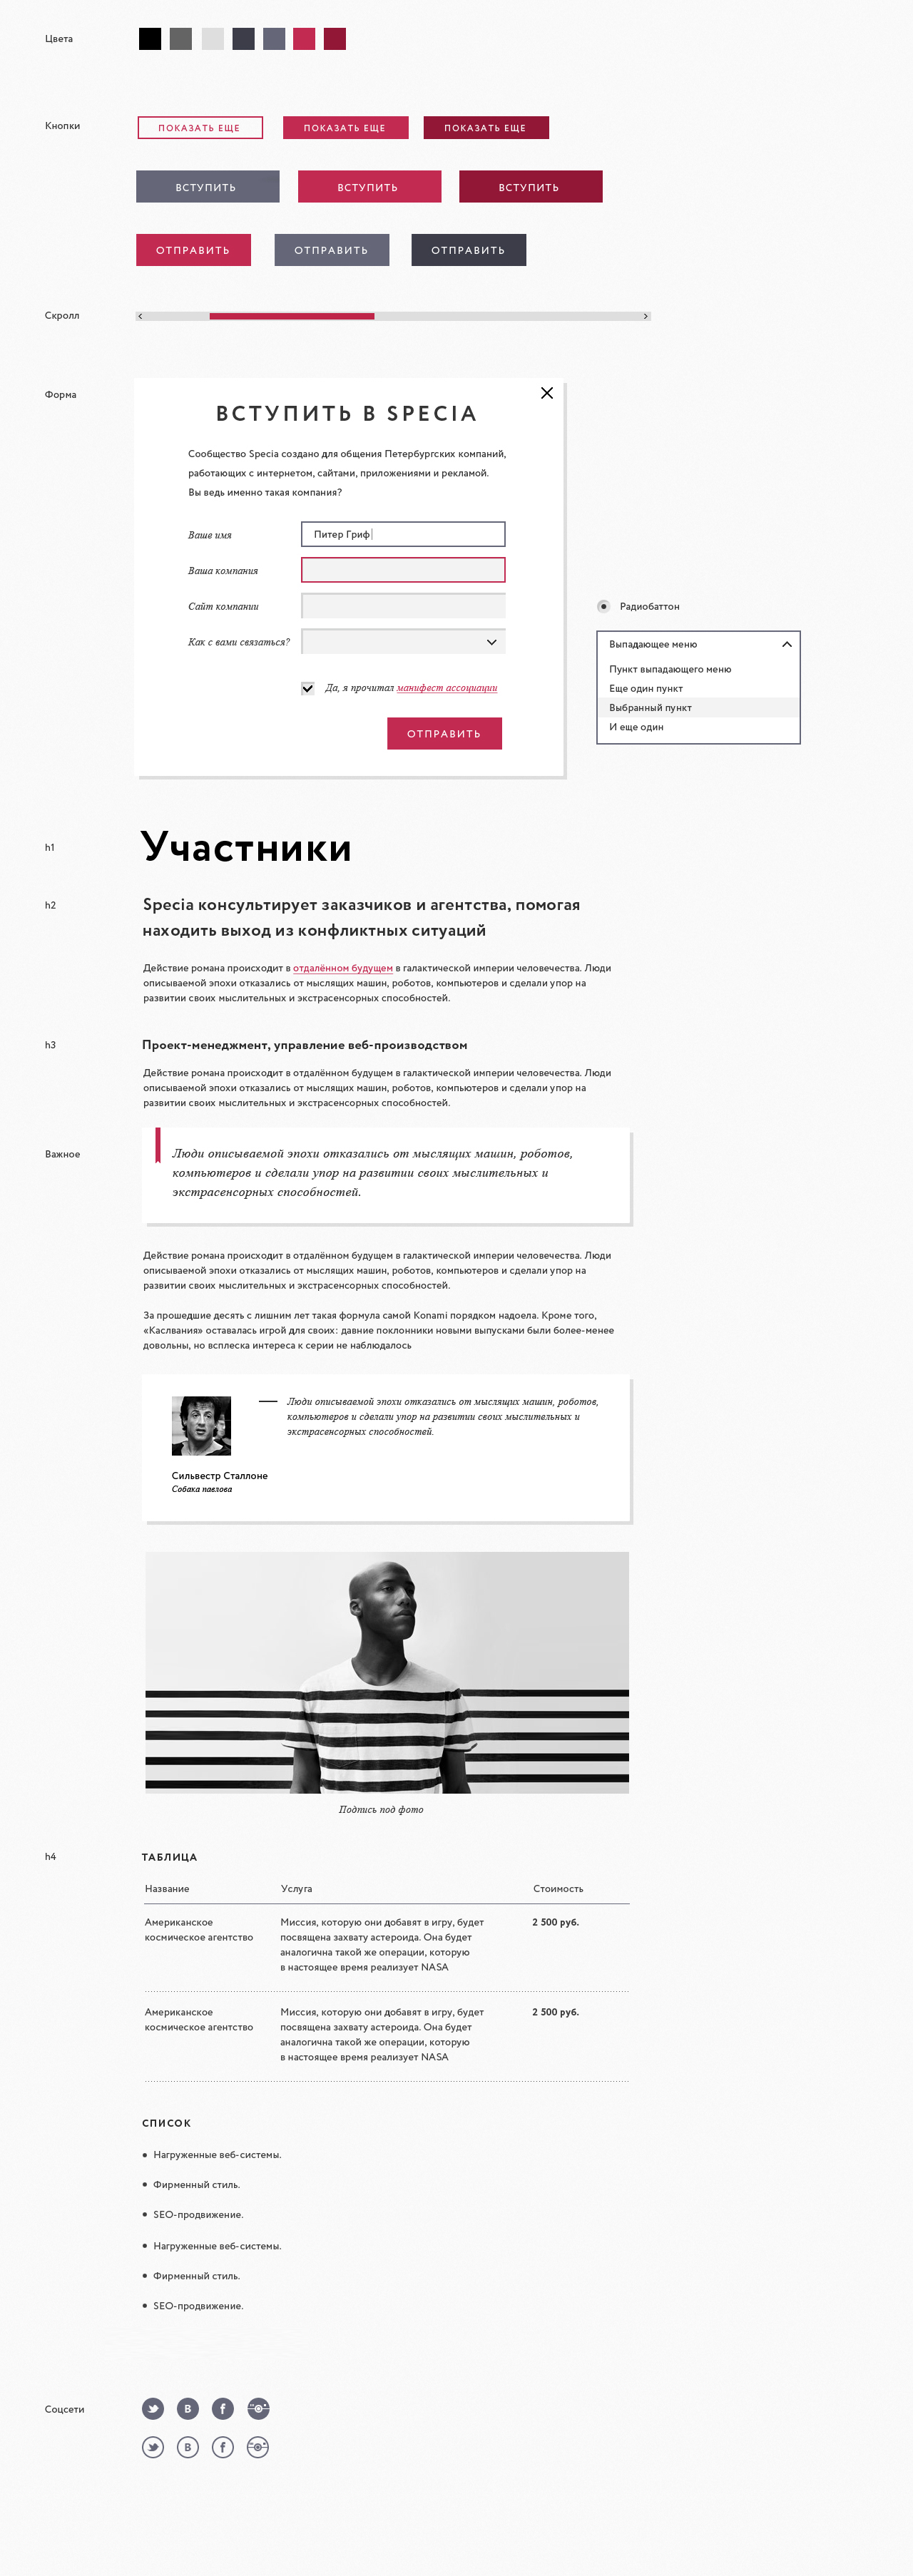 Цвета
Кнопки
ПОКАЗАТЬ ЕЩЕ
ПОКАЗАТЬ ЕЩЕ
ПОКАЗАТЬ ЕЩЕ
ВСТУПИТЬ
ВСТУПИТЬ
ВСТУПИТЬ
ОТПРАВИТЬ
ОТПРАВИТЬ
ОТПРАВИТЬ
Скролл
Форма
ВСТУПИТЬ В SPECIA
Сообщество Specia создано для общения Петербургских компаний,
работающих с интернетом, сайтами, приложениями и рекламой.
Вы ведь именно такая компания?
Ваше имя
Питер Гриф
Ваша компания
Сайт компании
Как с вами связаться?
Да, я прочитал манифест ассоциации
ОТПРАВИТЬ
Радиобаттон
Выпадающее меню
Пункт выпадающего меню
Еще один пункт
Выбранный пункт
И еще один
h1
Участники
h2
Specia консультирует заказчиков и агентства, помогая
находить выход из конфликтных ситуаций
Действие романа происходит в отдалённом будущем в галактической империи человечества. Люди
описываемой эпохи отказались от мыслящих машин, роботов, компьютеров и сделали упор на
развитии своих мыслительных и экстрасенсорных способностей.
h3
Проект-менеджмент, управление веб-производством
Действие романа происходит в отдалённом будущем в галактической империи человечества. Люди
описываемой эпохи отказались от мыслящих машин, роботов, компьютеров и сделали упор на
развитии своих мыслительных и экстрасенсорных способностей.
Важное
Люди описываемой эпохи отказались от мыслящих машин, роботов,
компьютеров и сделали упор на развитии своих мыслительных и
экстрасенсорных способностей.
Действие романа происходит в отдалённом будущем в галактической империи человечества. Люди
описываемой эпохи отказались от мыслящих машин, роботов, компьютеров и сделали упор на
развитии своих мыслительных и экстрасенсорных способностей.
За прошедшие десять с лишним лет такая формула самой Konami порядком надоела. Кроме того,
«Каслвания» оставалась игрой для своих: давние поклонники новыми выпусками были более-менее
довольны, но всплеска интереса к серии не наблюдалось
Люди описываемой эпохи отказались от мыслящих машин, роботов,
компьютеров и сделали упор на развитии своих мыслительных и
экстрасенсорных способностей.
Сильвестр Сталлоне
Собака павлова
Подпись под фото
h4
ТАБЛИЦА
Название
Услуга
Стоимость
Американское
космическое агентство
Миссия, которую они добавят в игру, будет
посвящена захвату астероида. Она будет
аналогична такой же операции, которую
в настоящее время реализует NASA
2 500 руб.
Американское
космическое агентство
Миссия, которую они добавят в игру, будет
посвящена захвату астероида. Она будет
аналогична такой же операции, которую
в настоящее время реализует NASA
2 500 руб.
СПИСОК
Нагруженные веб-системы.
Фирменный стиль.
SEO-продвижение.
Нагруженные веб-системы.
Фирменный стиль.
SEO-продвижение.
Соцсети
В f
В f